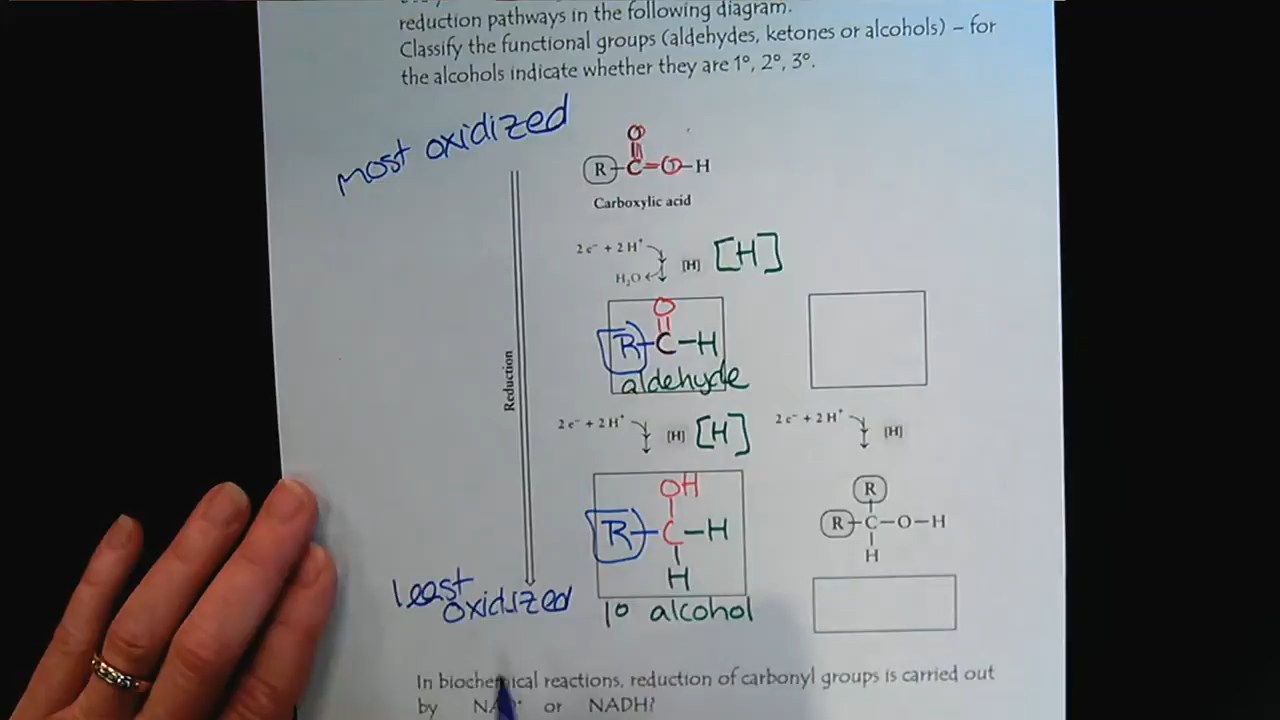 reduction pathways in the following diagram.
Classify the functional groups (aldehydes, ketones or alcohols) – for
the alcohols indicate whether they are 1°, 2°, 3°.
most oxidized
O
R C O H
Carboxylic acid
2 e⁻ + 2 H⁺ [H] [H]
H₂O
O
R C H
aldehyde
Reduction
2 e⁻ + 2 H⁺ [H] [H]
2 e⁻ + 2 H⁺ [H]
OH
R C H
H
1° alcohol
R
R C O H
H
least
oxidized
In biochemical reactions, reduction of carbonyl groups is carried out
by or NADH?